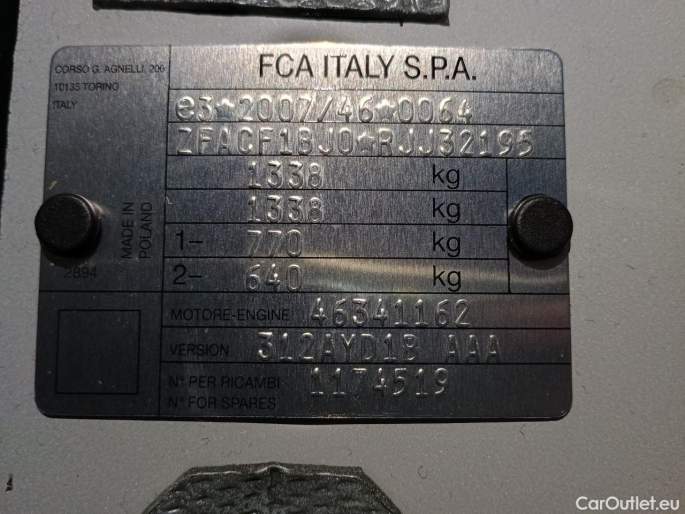 CORSO G. AGNELLI, 200
10135 TORINO
ITALY
FCA ITALY S.P.A.
e3*2007/46*0064
ZFACF1BJ0*RJJ32195
1338 kg
1338 kg
1- 770 kg
2- 640 kg
MADE IN
POLAND
2894
MOTORE-ENGINE 46341162
VERSION 312AYD1B AAA
N° PER RICAMBI 1174519
N° FOR SPARES
CarOutlet.eu